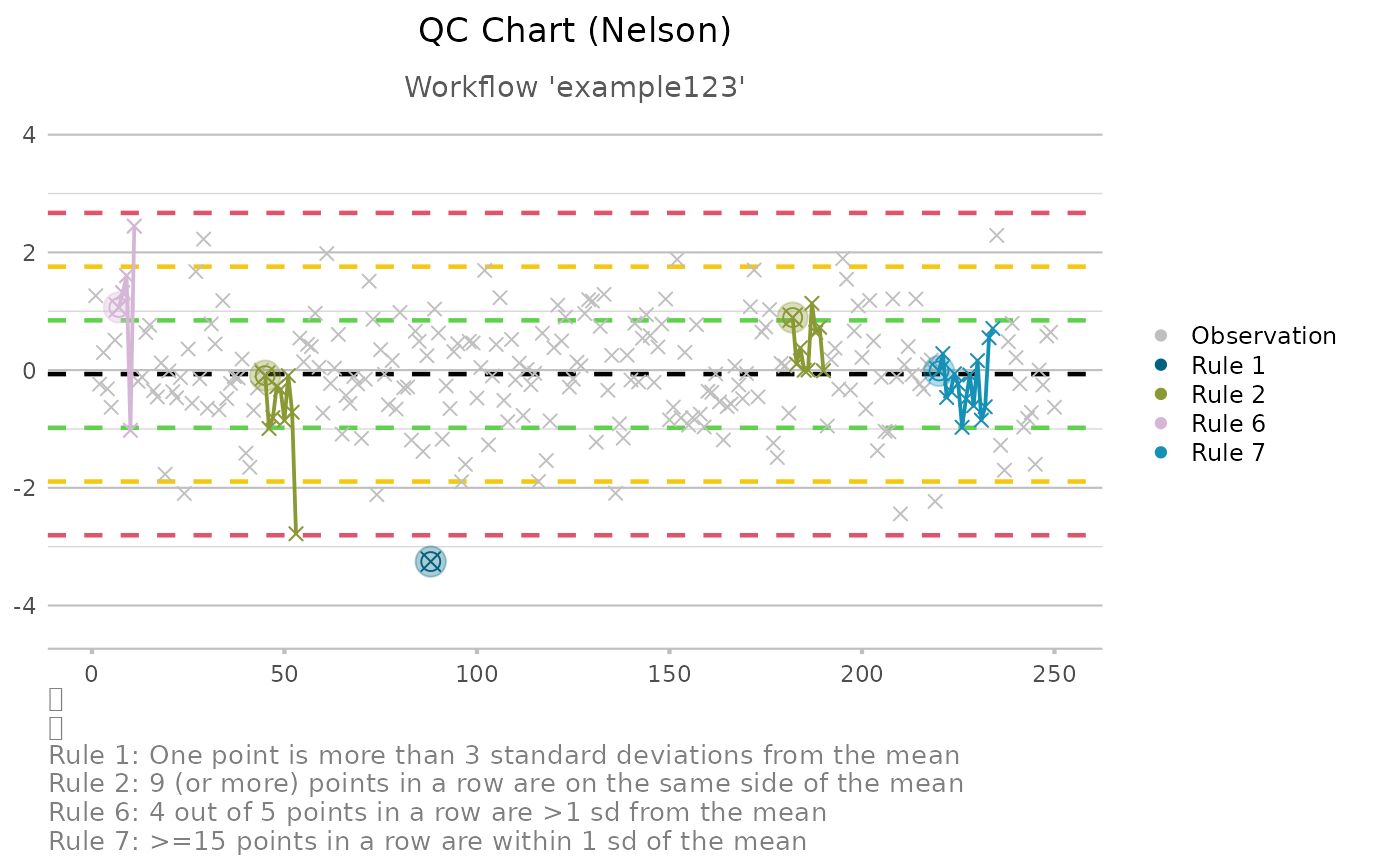 QC Chart (Nelson)
Workflow 'example123'
4
2
0
-2
-4
0 50 100 150 200 250
Observation
Rule 1
Rule 2
Rule 6
Rule 7
Rule 1: One point is more than 3 standard deviations from the mean
Rule 2: 9 (or more) points in a row are on the same side of the mean
Rule 6: 4 out of 5 points in a row are >1 sd from the mean
Rule 7: >=15 points in a row are within 1 sd of the mean